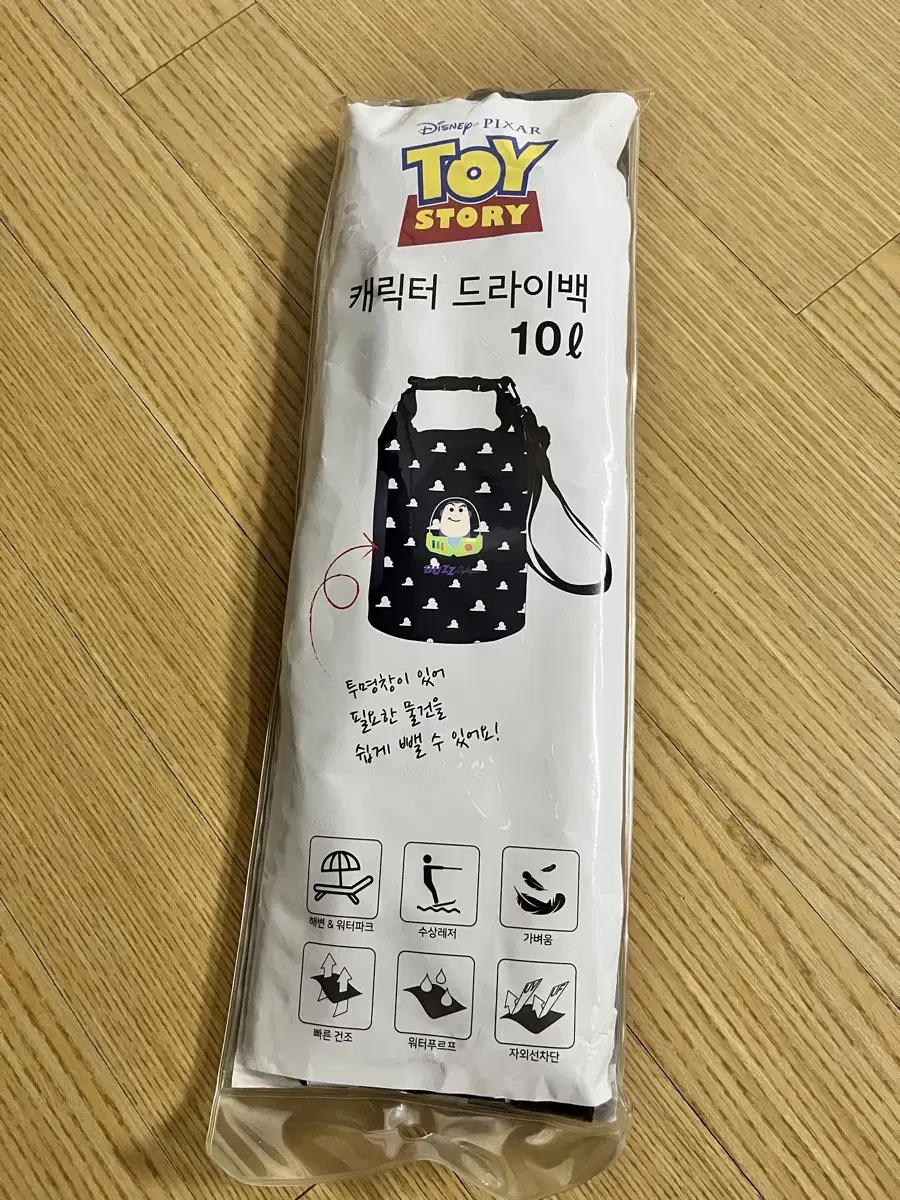 Disney PIXAR
TOY
STORY
캐릭터 드라이백
10ℓ
BUZZ
투명창이 있어
필요한 물건을
쉽게 뺄 수 있어요!
해변 & 워터파크
수상레저
가벼움
빠른 건조
워터푸르프
자외선차단